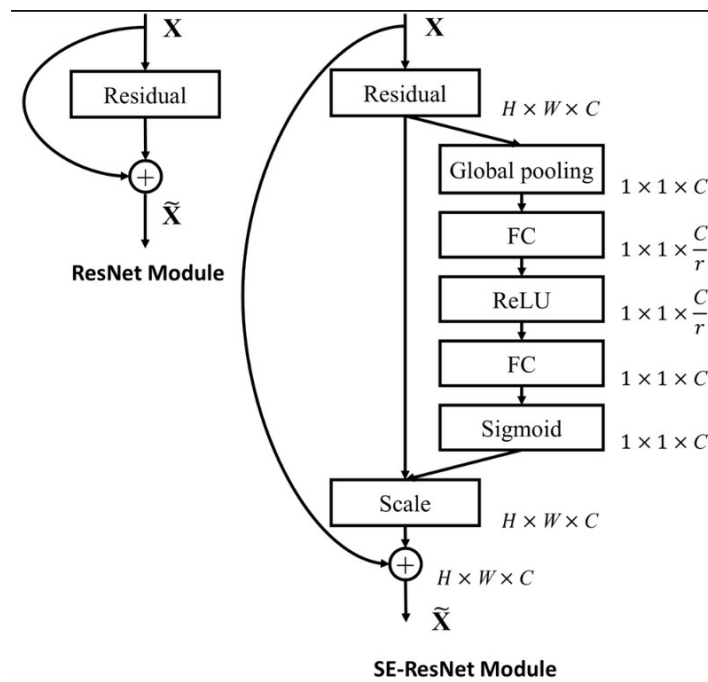 X
Residual
+
X̃
ResNet Module
X
Residual
H × W × C
Global pooling
1 × 1 × C
FC
1 × 1 × C/r
ReLU
1 × 1 × C/r
FC
1 × 1 × C
Sigmoid
1 × 1 × C
Scale
H × W × C
+
H × W × C
X̃
SE-ResNet Module